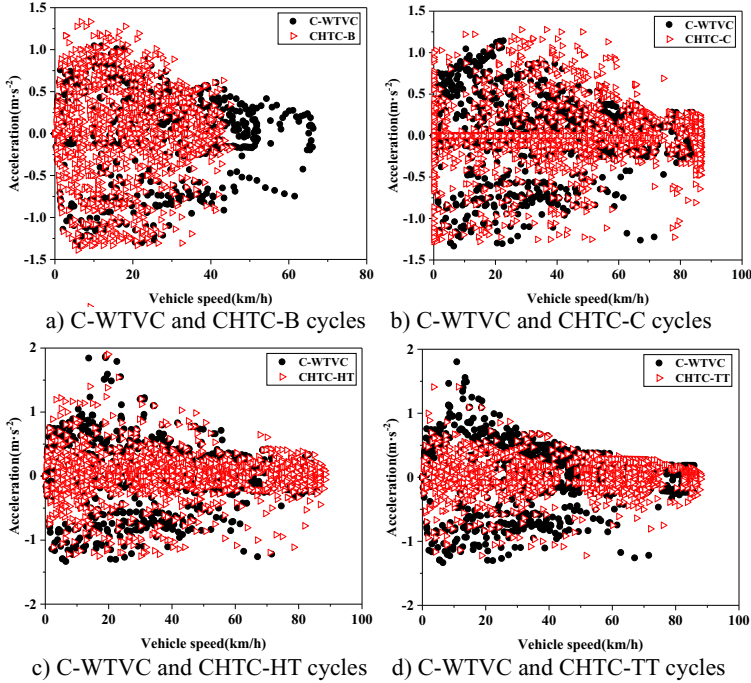 C-WTVC
CHTC-B
1.5
1.0
0.5
0.0
-0.5
-1.0
-1.5
Acceleration(m·s⁻²)
0 20 40 60 80
Vehicle speed(km/h)
a) C-WTVC and CHTC-B cycles
C-WTVC
CHTC-C
1.5
1.0
0.5
0.0
-0.5
-1.0
-1.5
Acceleration(m·s⁻²)
0 20 40 60 80 100
Vehicle speed(km/h)
b) C-WTVC and CHTC-C cycles
C-WTVC
CHTC-HT
2
1
0
-1
-2
Acceleration(m·s⁻²)
0 20 40 60 80 100
Vehicle speed(km/h)
c) C-WTVC and CHTC-HT cycles
C-WTVC
CHTC-TT
2
1
0
-1
-2
Acceleration(m·s⁻²)
0 20 40 60 80 100
Vehicle speed(km/h)
d) C-WTVC and CHTC-TT cycles